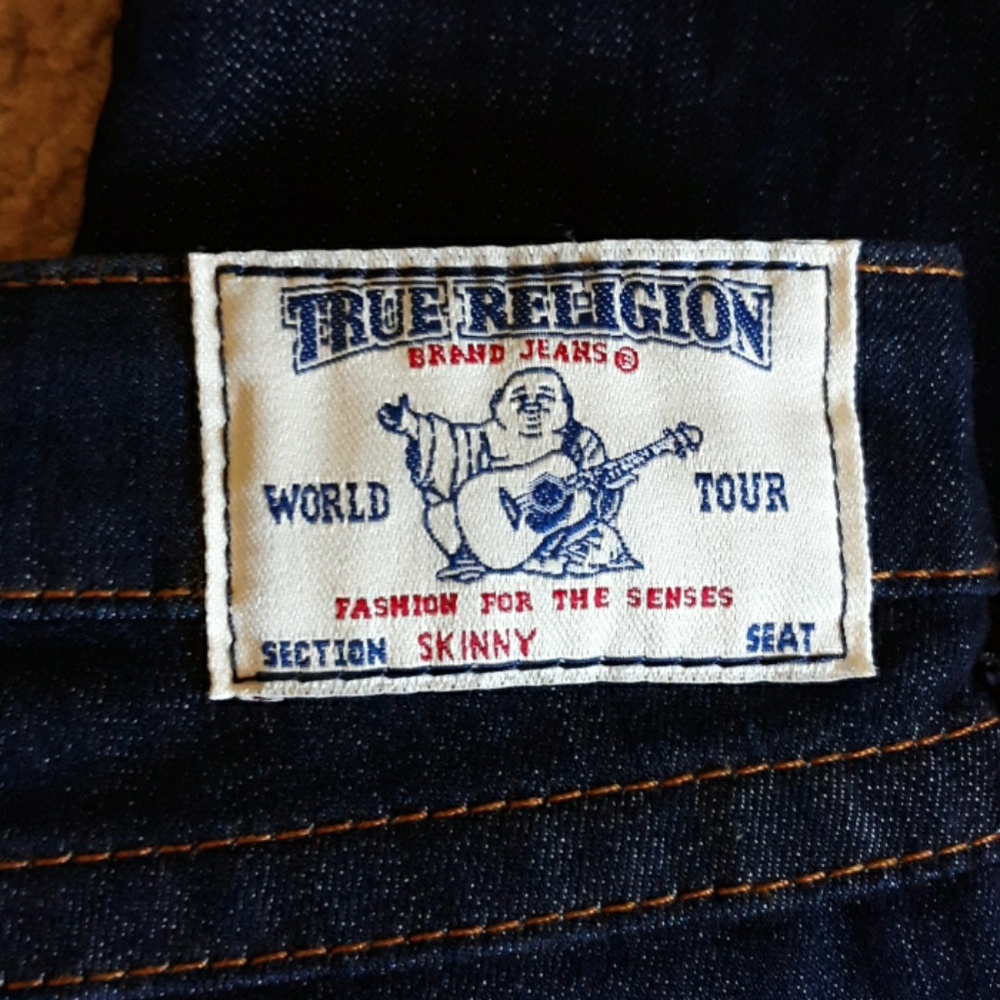 TRUE RELIGION
BRAND JEANS®
WORLD TOUR
FASHION FOR THE SENSES
SECTION SKINNY SEAT